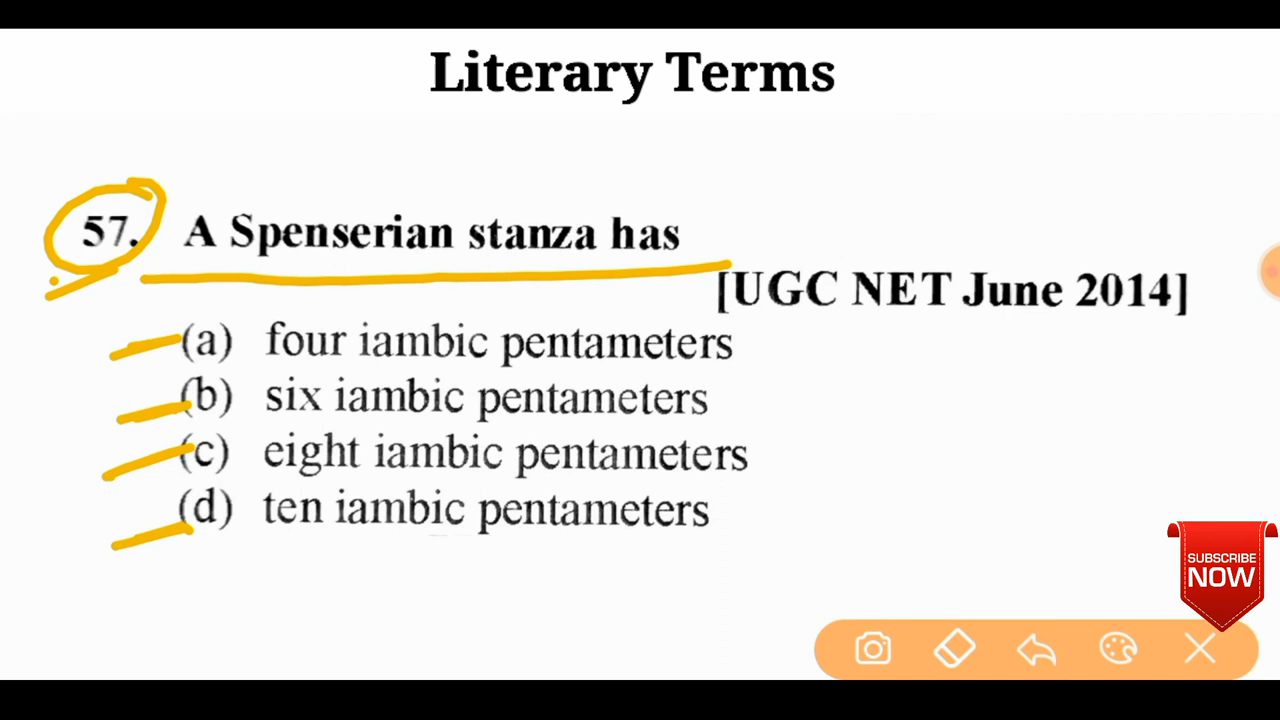 Literary Terms
57. A Spenserian stanza has
[UGC NET June 2014]
(a) four iambic pentameters
(b) six iambic pentameters
(c) eight iambic pentameters
(d) ten iambic pentameters
SUBSCRIBE
NOW